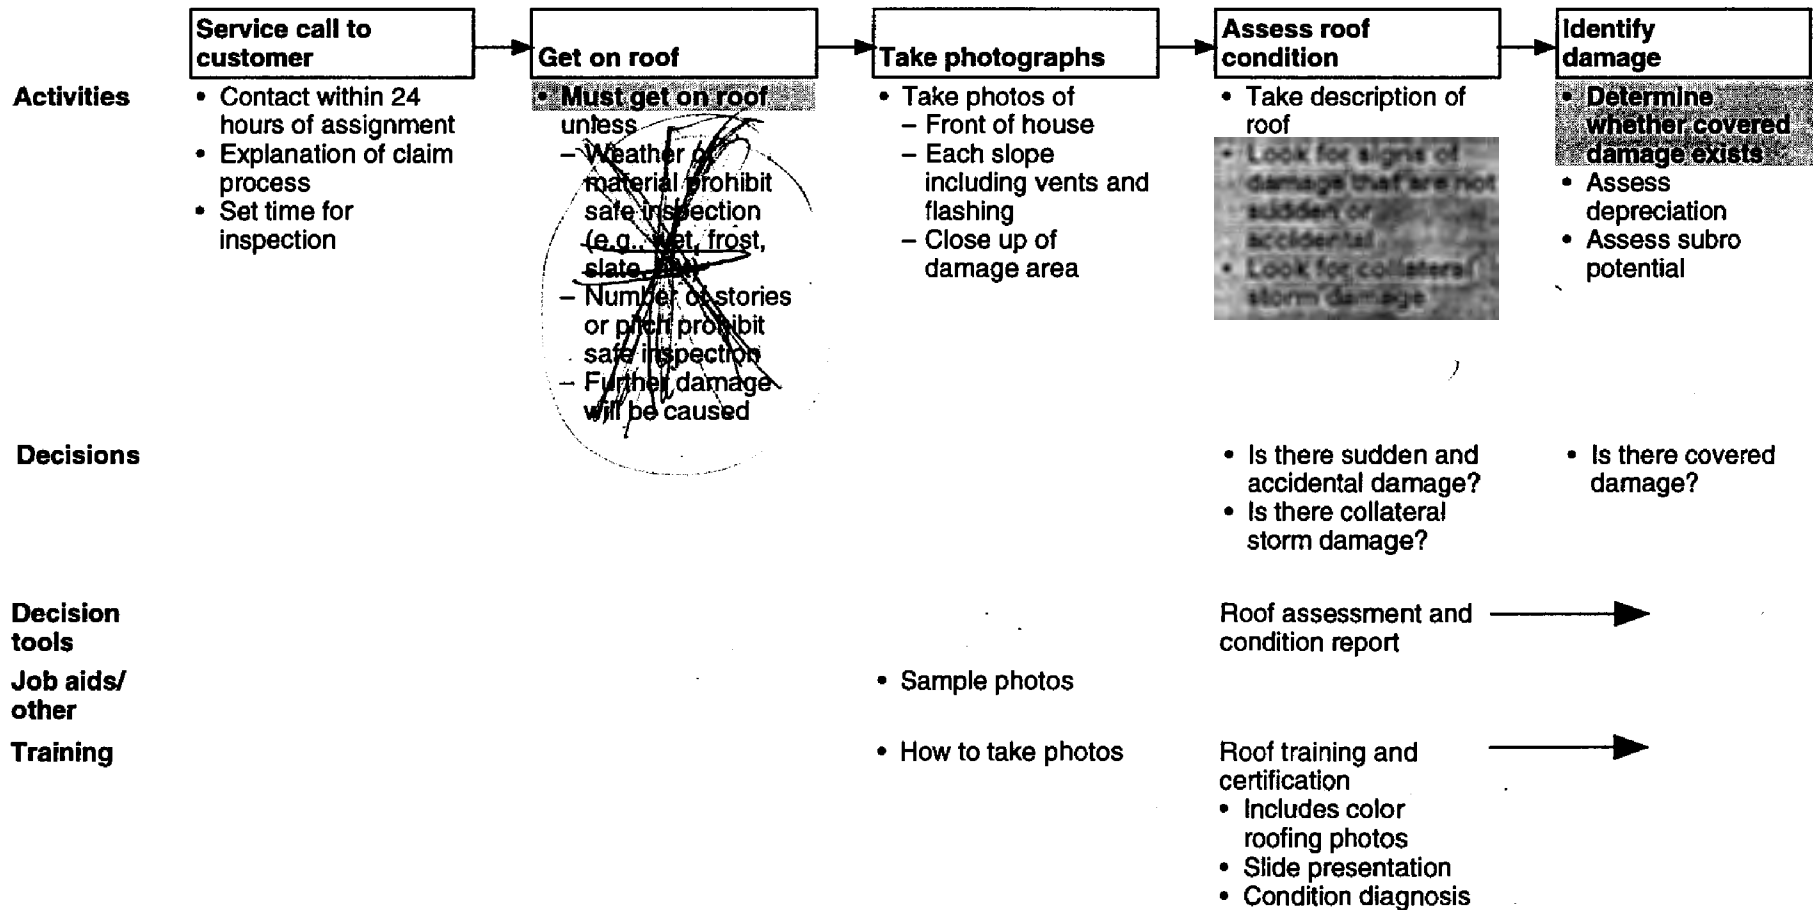 Service call to
customer
Get on roof
Take photographs
Assess roof
condition
Identify
damage
Activities
• Contact within 24
hours of assignment
• Explanation of claim
process
• Set time for
inspection
• Must get on roof
unless
– Weather or
material prohibit
safe inspection
(e.g., wet, frost,
slate,
– Number of stories
or pitch prohibit
safe inspection
– Further damage
will be caused
• Take photos of
– Front of house
– Each slope
including vents and
flashing
– Close up of
damage area
• Take description of
roof
• Look for signs of
damage that are not
sudden or
accidental
• Look for collateral
storm damage
• Determine
whether covered
damage exists
• Assess
depreciation
• Assess subro
potential
Decisions
• Is there sudden and
accidental damage?
• Is there collateral
storm damage?
• Is there covered
damage?
Decision
tools
Roof assessment and
condition report
Job aids/
other
• Sample photos
Training
• How to take photos
Roof training and
certification
• Includes color
roofing photos
• Slide presentation
• Condition diagnosis